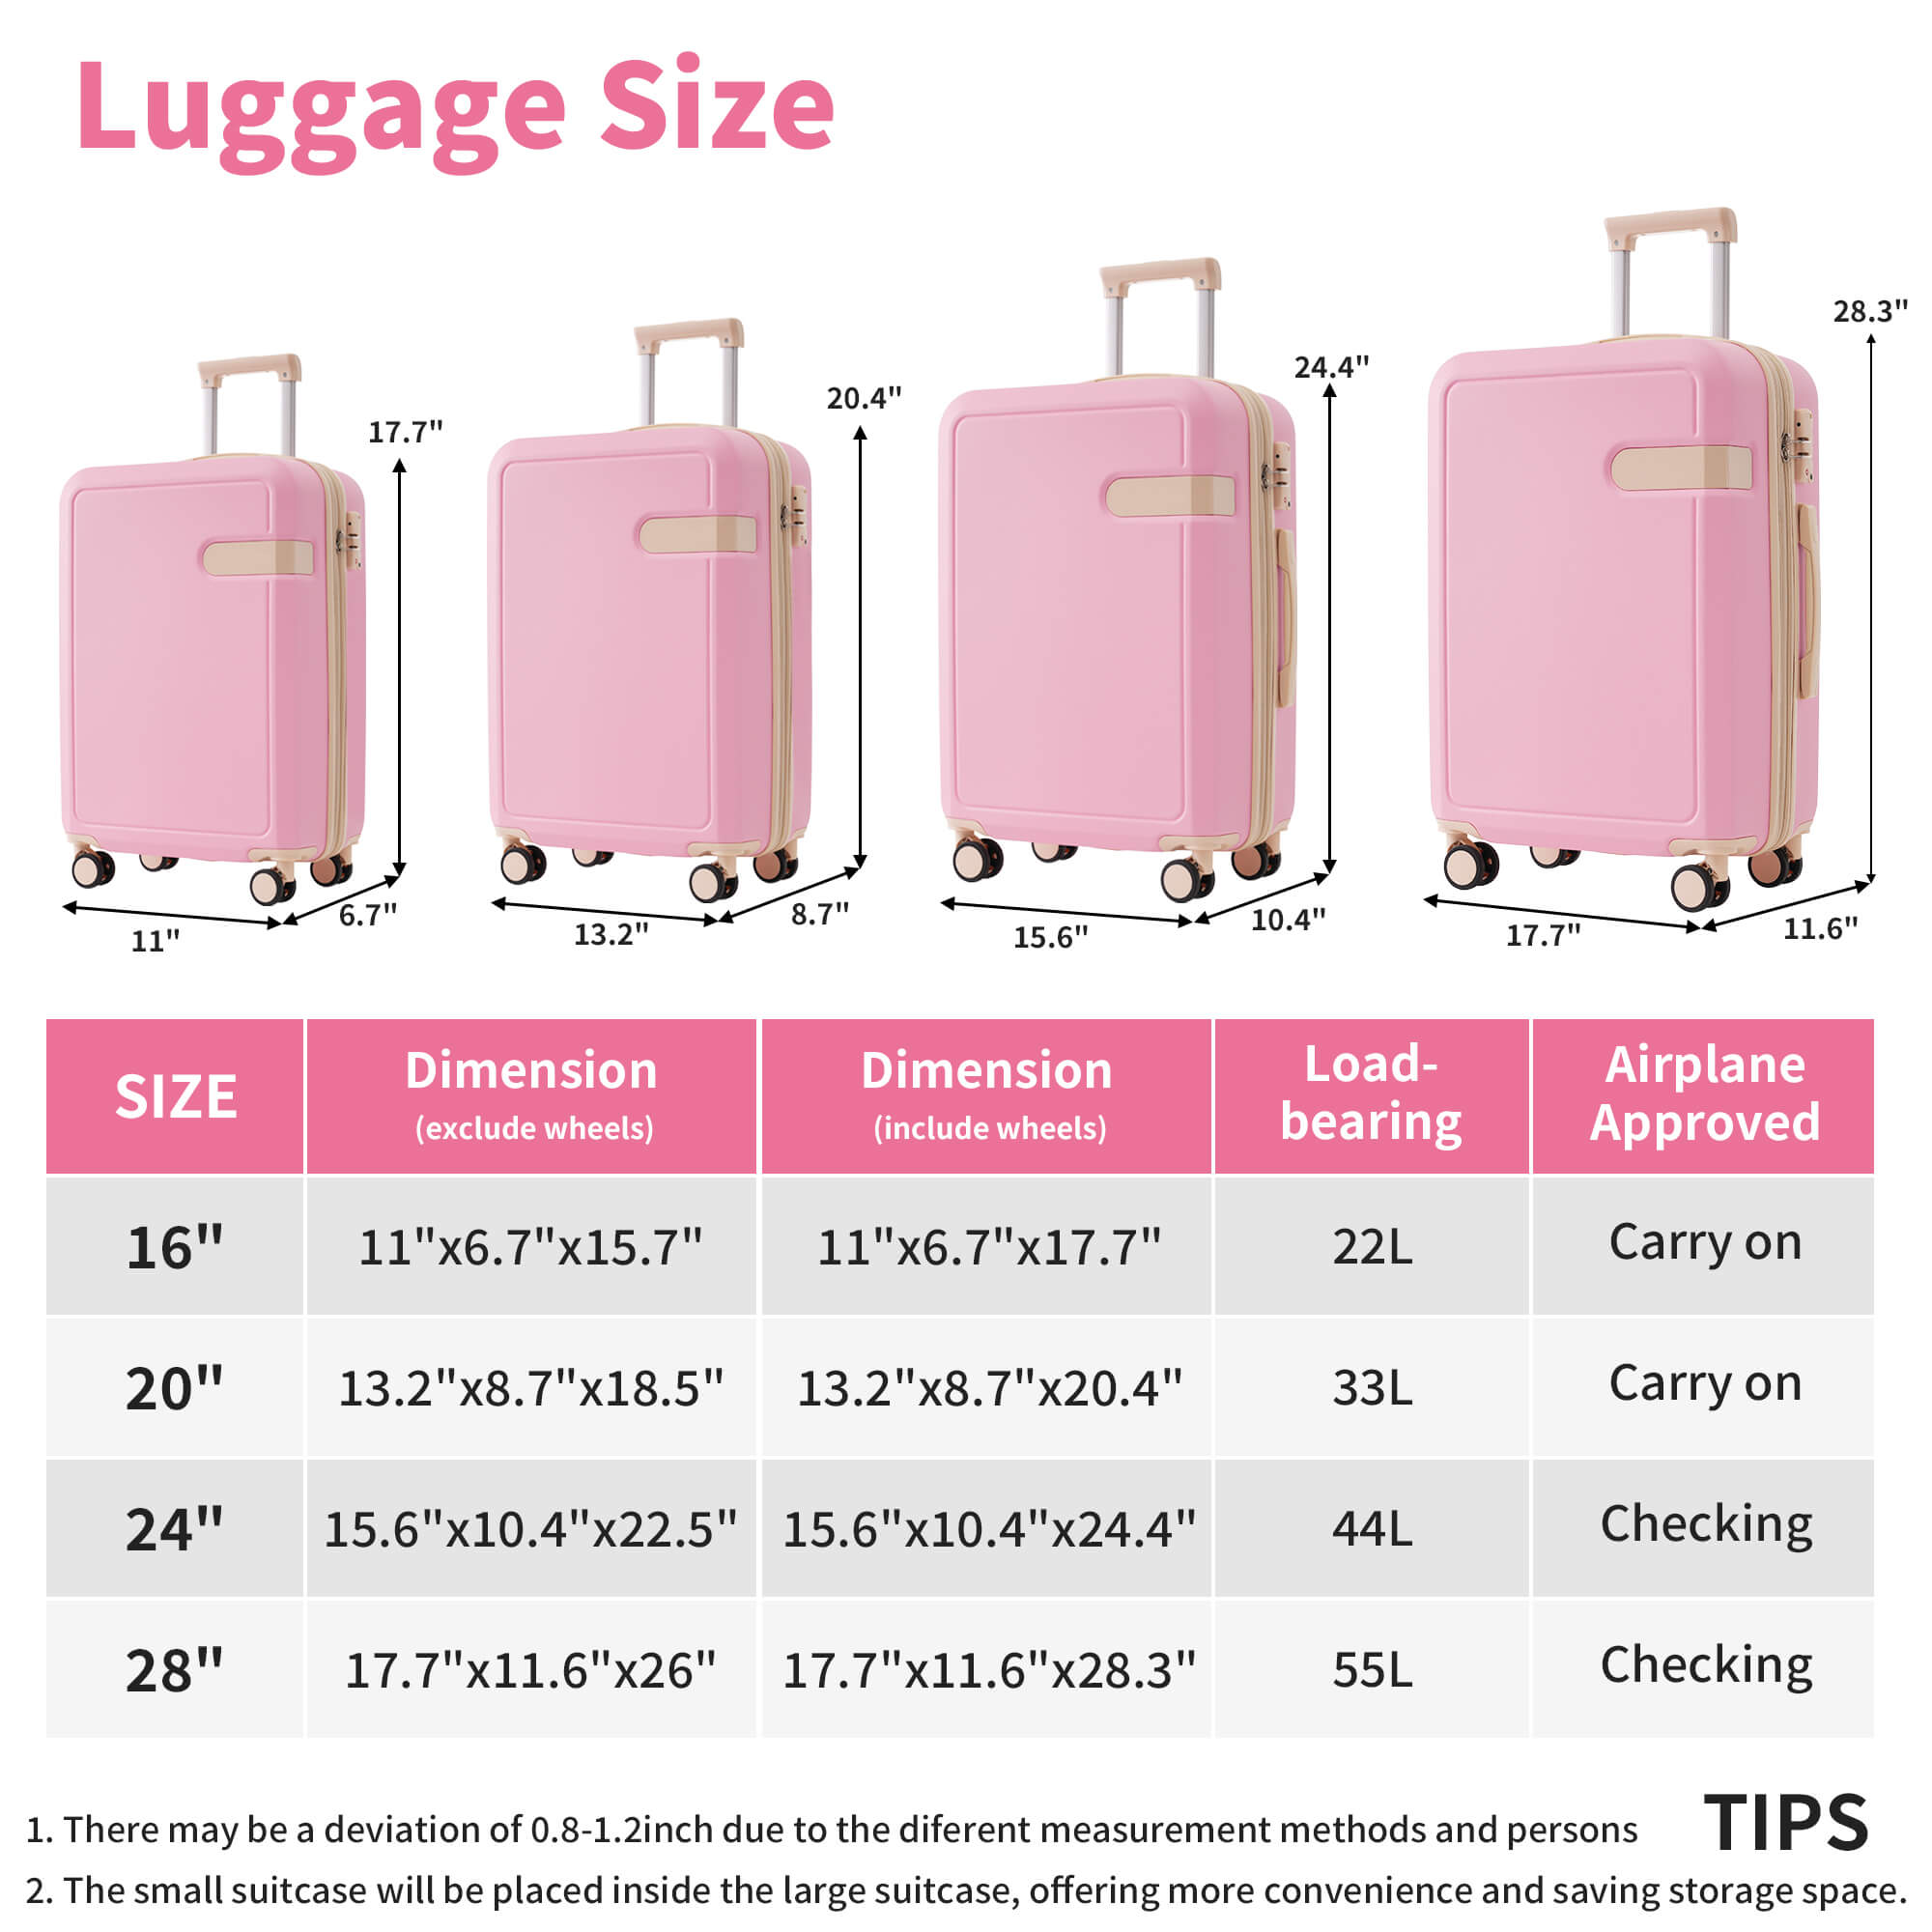 Luggage Size
17.7"
11"
6.7"
20.4"
13.2"
8.7"
24.4"
15.6"
10.4"
28.3"
17.7"
11.6"
SIZE
Dimension
(exclude wheels)
Dimension
(include wheels)
Load-
bearing
Airplane
Approved
16" 11"x6.7"x15.7" 11"x6.7"x17.7" 22L Carry on
20" 13.2"x8.7"x18.5" 13.2"x8.7"x20.4" 33L Carry on
24" 15.6"x10.4"x22.5" 15.6"x10.4"x24.4" 44L Checking
28" 17.7"x11.6"x26" 17.7"x11.6"x28.3" 55L Checking
TIPS
1. There may be a deviation of 0.8-1.2inch due to the diferent measurement methods and persons
2. The small suitcase will be placed inside the large suitcase, offering more convenience and saving storage space.